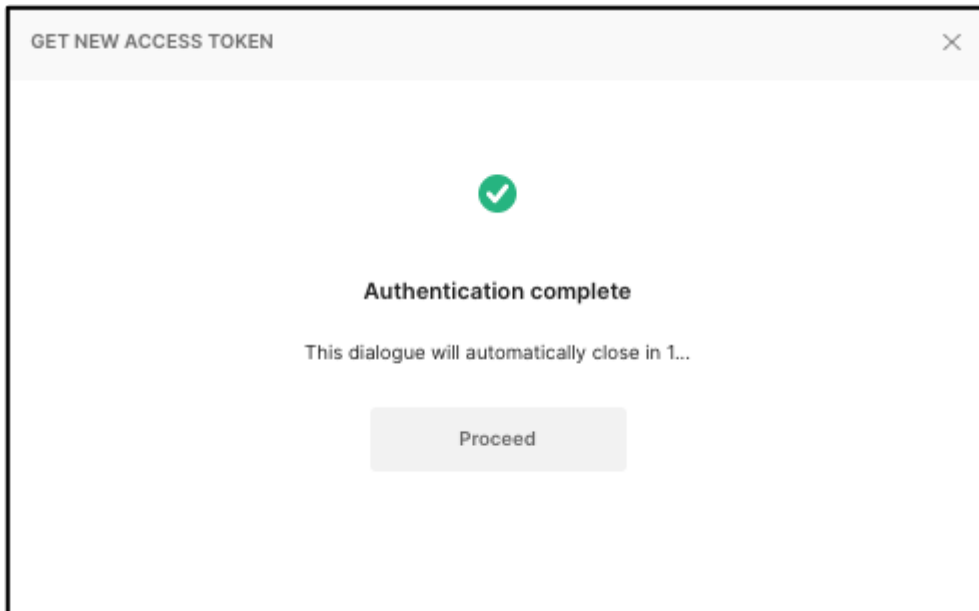 GET NEW ACCESS TOKEN
Authentication complete
This dialogue will automatically close in 1...
Proceed